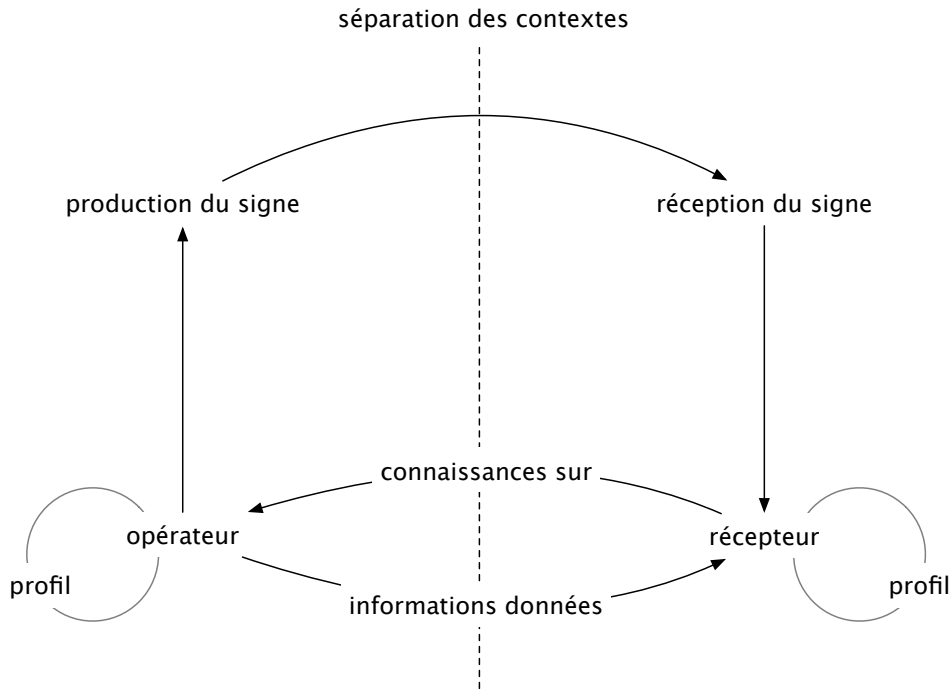 séparation des contextes
production du signe
réception du signe
connaissances sur
opérateur
récepteur
profil
profil
informations données